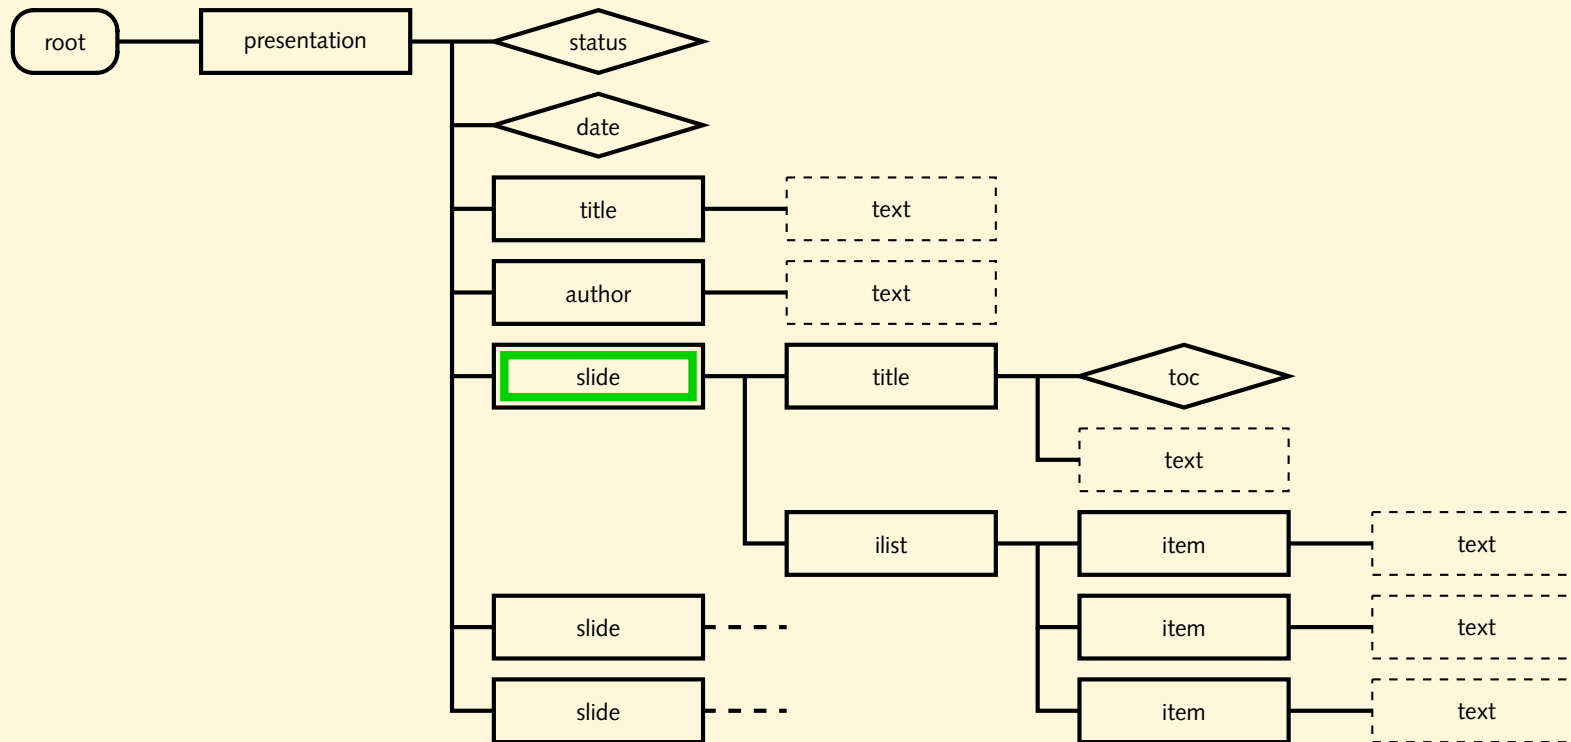 root presentation status
date
title text
author text
slide title toc
text
ilist item text
slide item text
slide item text